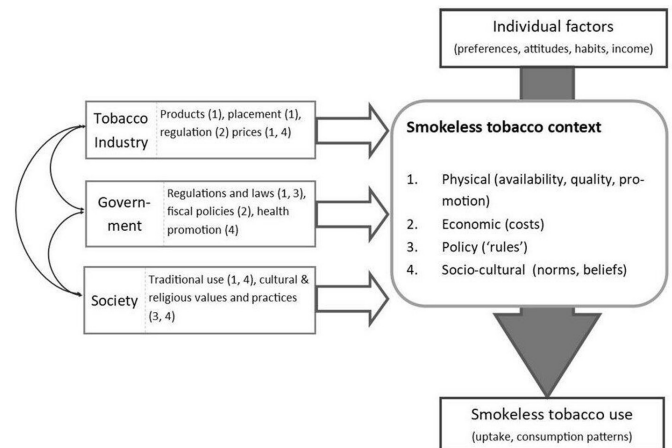 Individual factors
(preferences, attitudes, habits, income)
Tobacco
Industry
Products (1), placement (1),
regulation (2) prices (1, 4)
Govern-
ment
Regulations and laws (1, 3),
fiscal policies (2), health
promotion (4)
Society
Traditional use (1, 4), cultural &
religious values and practices
(3, 4)
Smokeless tobacco context
1. Physical (availability, quality, pro-
motion)
2. Economic (costs)
3. Policy (‘rules’)
4. Socio-cultural (norms, beliefs)
Smokeless tobacco use
(uptake, consumption patterns)